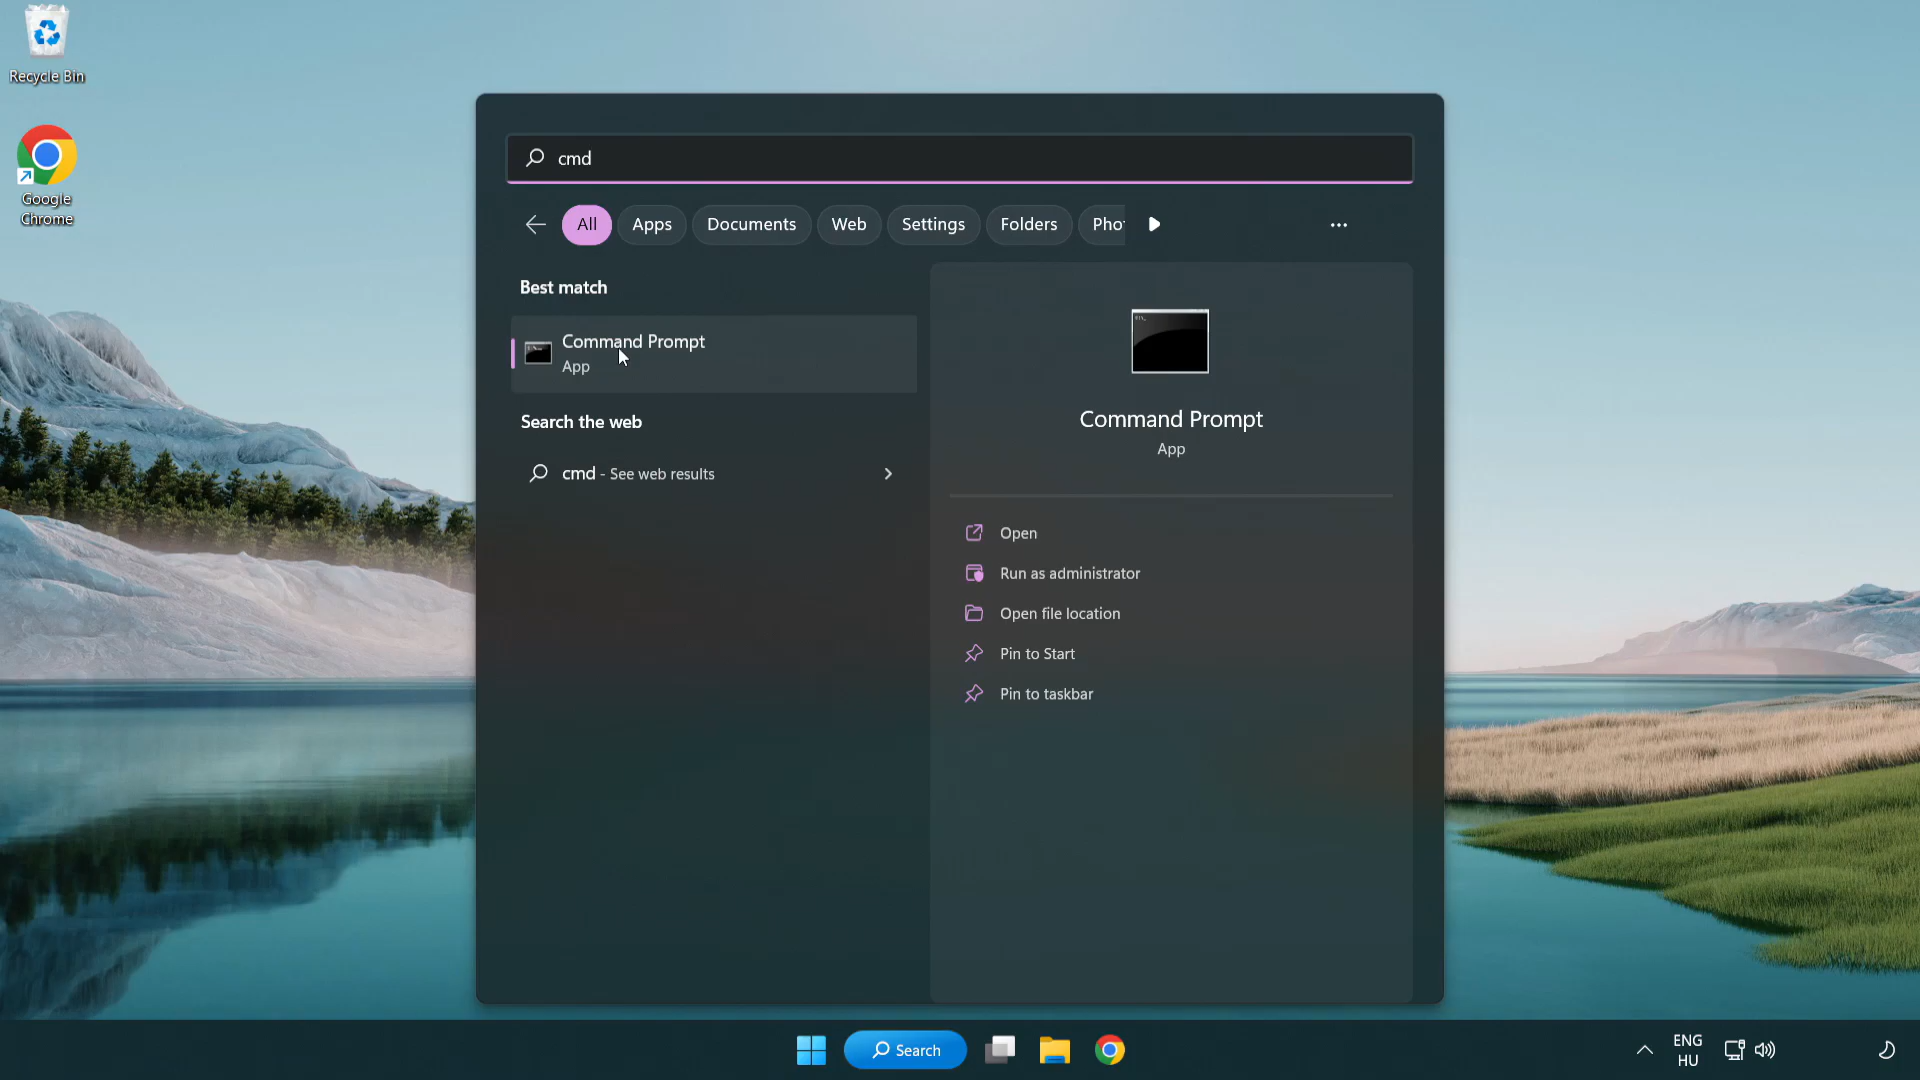 Recycle Bin
Google
Chrome
cmd
All
Apps
Documents
Web
Settings
Folders
Pho
Best match
Command Prompt
App
Search the web
cmd - See web results
Command Prompt
App
Open
Run as administrator
Open file location
Pin to Start
Pin to taskbar
Search
ENG
HU